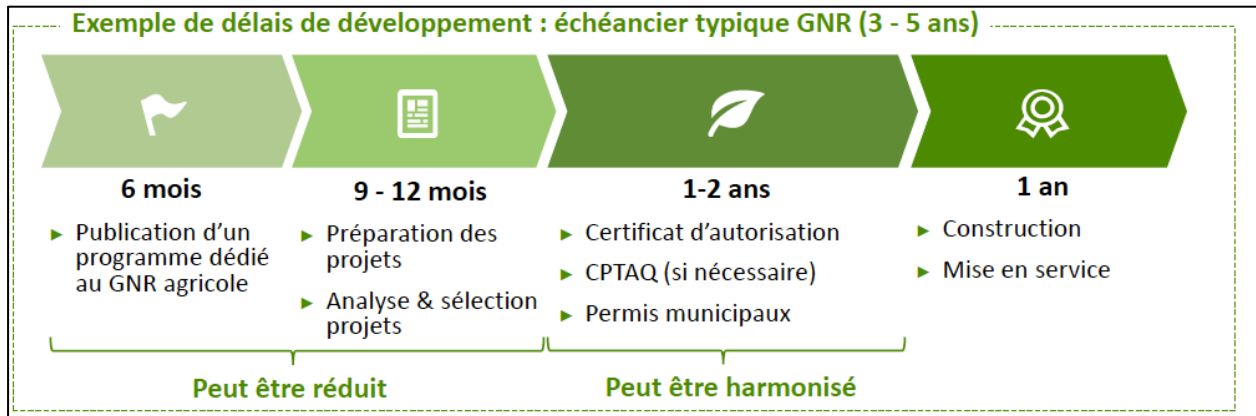 Exemple de délais de développement : échéancier typique GNR (3 - 5 ans)
6 mois
► Publication d'un
programme dédié
au GNR agricole
9 - 12 mois
► Préparation des
projets
► Analyse & sélection
projets
1-2 ans
► Certificat d'autorisation
► CPTAQ (si nécessaire)
► Permis municipaux
1 an
► Construction
► Mise en service
Peut être réduit
Peut être harmonisé